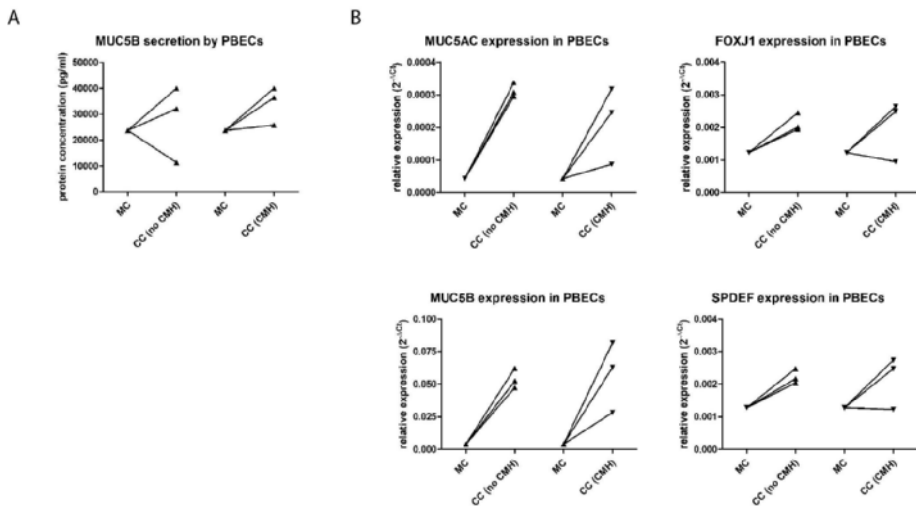 A
B
MUC5B secretion by PBECs
protein concentration (pg/ml)
50000
40000
30000
20000
10000
0
MC
CC (no CMH)
MC
CC (CMH)
MUC5AC expression in PBECs
relative expression (2^-ΔCt)
0.0004
0.0003
0.0002
0.0001
0.0000
MC
CC (no CMH)
MC
CC (CMH)
FOXJ1 expression in PBECs
relative expression (2^-ΔCt)
0.004
0.003
0.002
0.001
0.000
MC
CC (no CMH)
MC
CC (CMH)
MUC5B expression in PBECs
relative expression (2^-ΔCt)
0.100
0.075
0.050
0.025
0.000
MC
CC (no CMH)
MC
CC (CMH)
SPDEF expression in PBECs
relative expression (2^-ΔCt)
0.004
0.003
0.002
0.001
0.000
MC
CC (no CMH)
MC
CC (CMH)